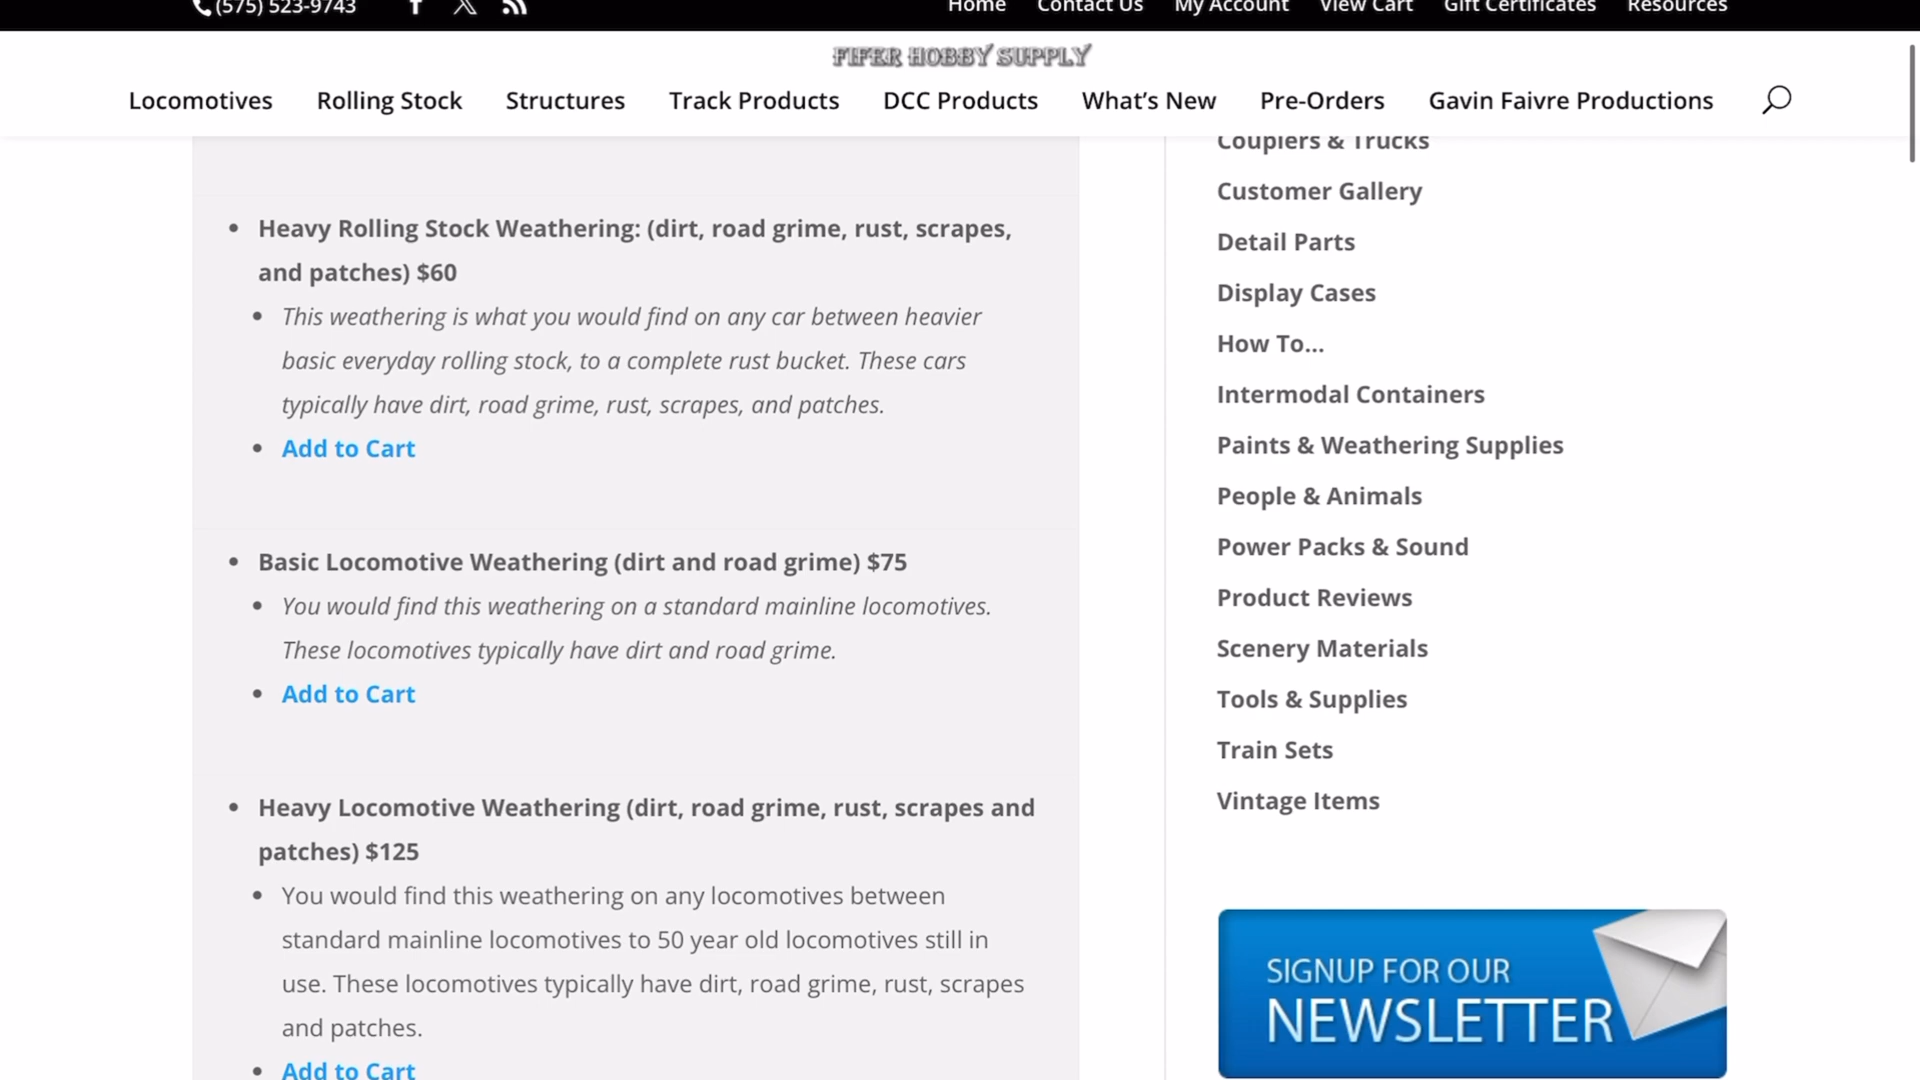 (575) 523-9743
Home Contact Us My Account View Cart Gift Certificates Resources
FIFER HOBBY SUPPLY
Locomotives Rolling Stock Structures Track Products DCC Products What’s New Pre-Orders Gavin Faivre Productions
• Heavy Rolling Stock Weathering: (dirt, road grime, rust, scrapes,
and patches) $60
• This weathering is what you would find on any car between heavier
basic everyday rolling stock, to a complete rust bucket. These cars
typically have dirt, road grime, rust, scrapes, and patches.
• Add to Cart
• Basic Locomotive Weathering (dirt and road grime) $75
• You would find this weathering on a standard mainline locomotives.
These locomotives typically have dirt and road grime.
• Add to Cart
• Heavy Locomotive Weathering (dirt, road grime, rust, scrapes and
patches) $125
• You would find this weathering on any locomotives between
standard mainline locomotives to 50 year old locomotives still in
use. These locomotives typically have dirt, road grime, rust, scrapes
and patches.
• Add to Cart
Couplers & Trucks
Customer Gallery
Detail Parts
Display Cases
How To…
Intermodal Containers
Paints & Weathering Supplies
People & Animals
Power Packs & Sound
Product Reviews
Scenery Materials
Tools & Supplies
Train Sets
Vintage Items
SIGNUP FOR OUR
NEWSLETTER